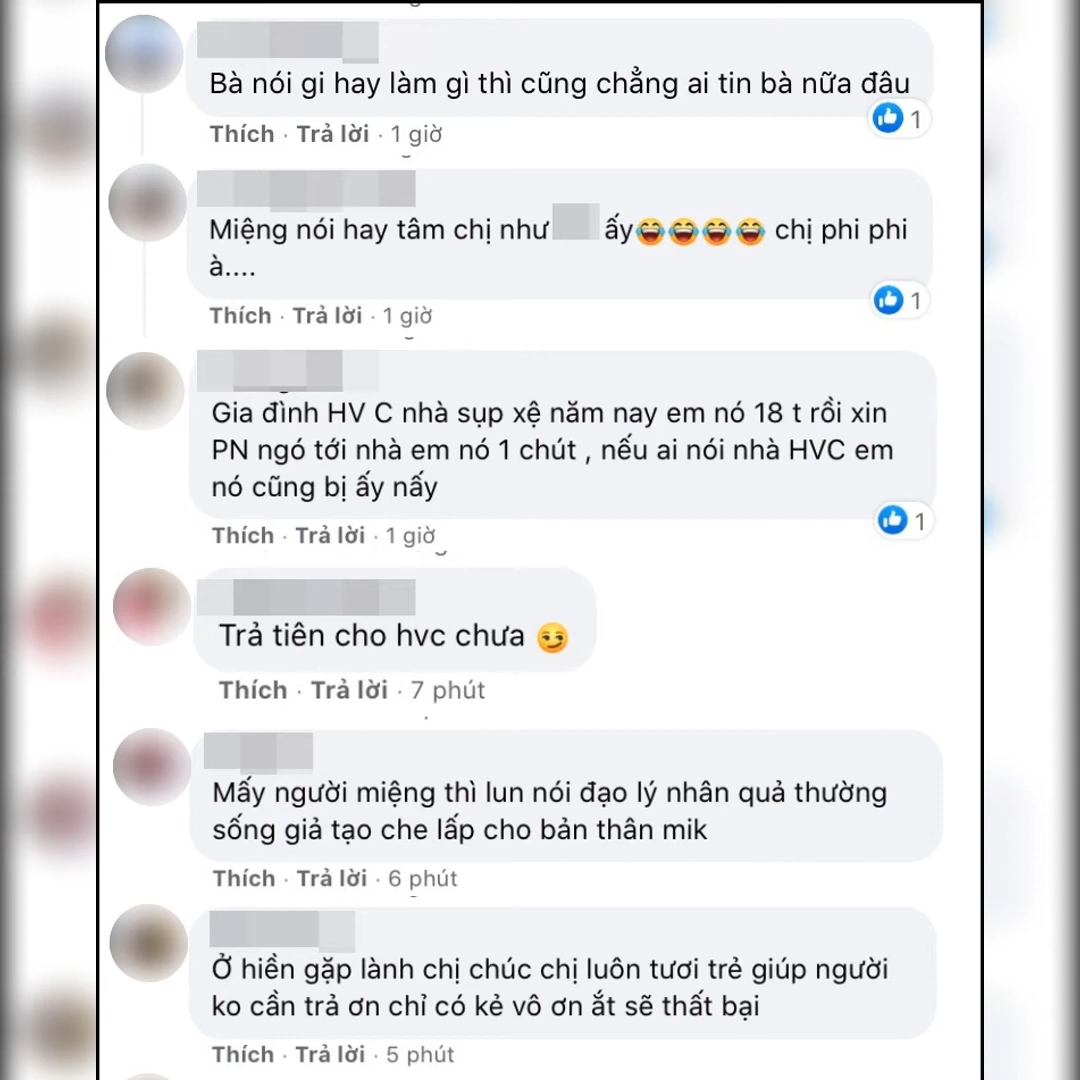 Bà nói gi hay làm gì thì cũng chẳng ai tin bà nữa đâu
1
Thích · Trả lời · 1 giờ
Miệng nói hay tâm chị như ấy😂😂😂😂 chị phi phi
à....
1
Thích · Trả lời · 1 giờ
Gia đình HV C nhà sụp xệ năm nay em nó 18 t rồi xin
PN ngó tới nhà em nó 1 chút , nếu ai nói nhà HVC em
nó cũng bị ấy nấy
1
Thích · Trả lời · 1 giờ
Trả tiên cho hvc chưa 😏
Thích · Trả lời · 7 phút
Mấy người miệng thì lun nói đạo lý nhân quả thường
sống giả tạo che lấp cho bản thân mik
Thích · Trả lời · 6 phút
Ở hiền gặp lành chị chúc chị luôn tươi trẻ giúp người
ko cần trả ơn chỉ có kẻ vô ơn ắt sẽ thất bại
Thích · Trả lời · 5 phút